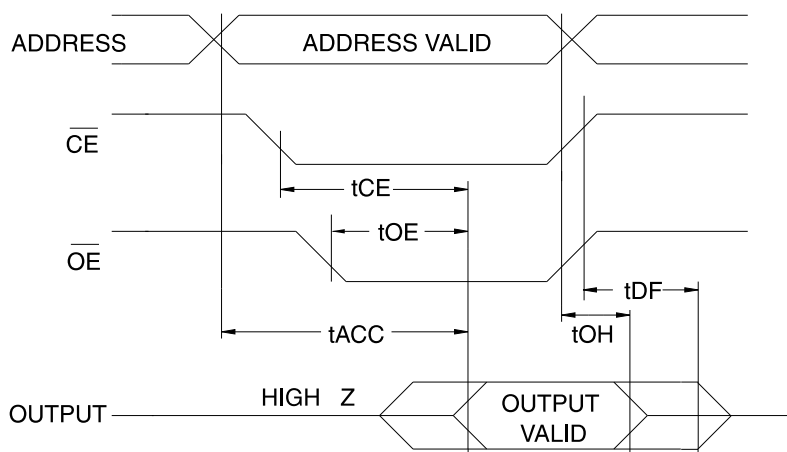 ADDRESS
ADDRESS VALID
CE
tCE
tOE
OE
tDF
tACC
tOH
HIGH Z
OUTPUT
OUTPUT
VALID